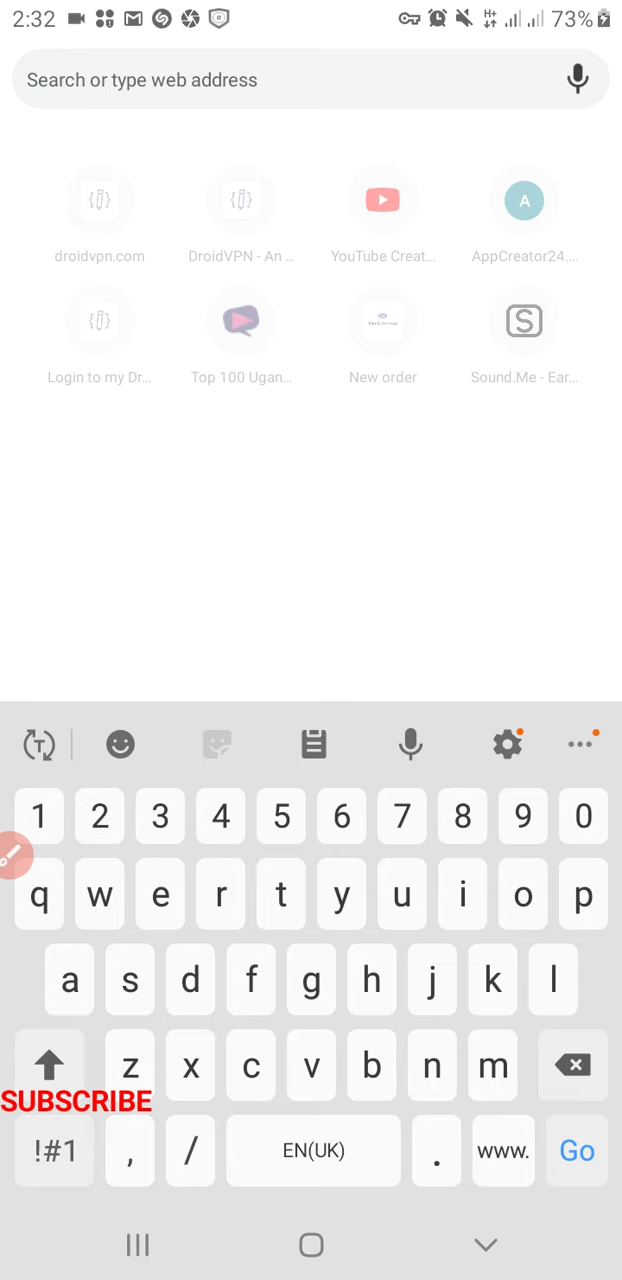 2:32 73%
Search or type web address
droidvpn.com DroidVPN - An ... YouTube Creat... AppCreator24....
A
Login to my Dr... Top 100 Ugan... New order Sound.Me - Ear...
1 2 3 4 5 6 7 8 9 0
q w e r t y u i o p
a s d f g h j k l
z x c v b n m
SUBSCRIBE
!#1 , / EN(UK) . www. Go